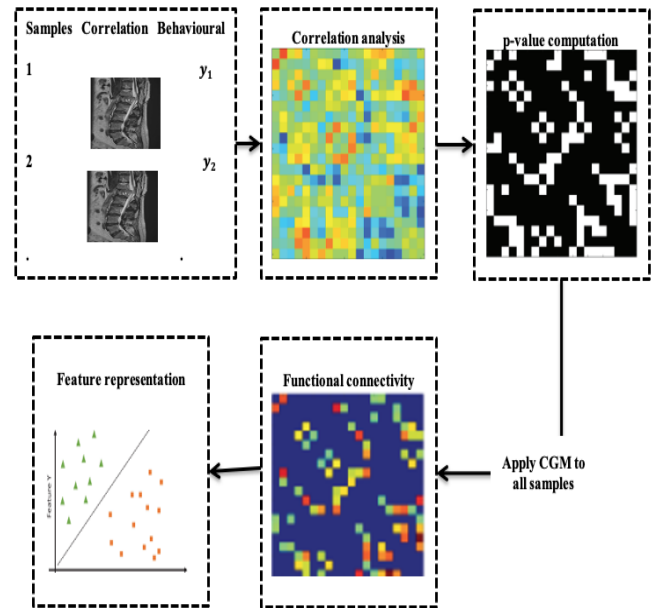 Samples Correlation Behavioural
1 y₁
2 y₂
. .
Correlation analysis
p-value computation
Apply CGM to
all samples
Functional connectivity
Feature representation
Feature Y